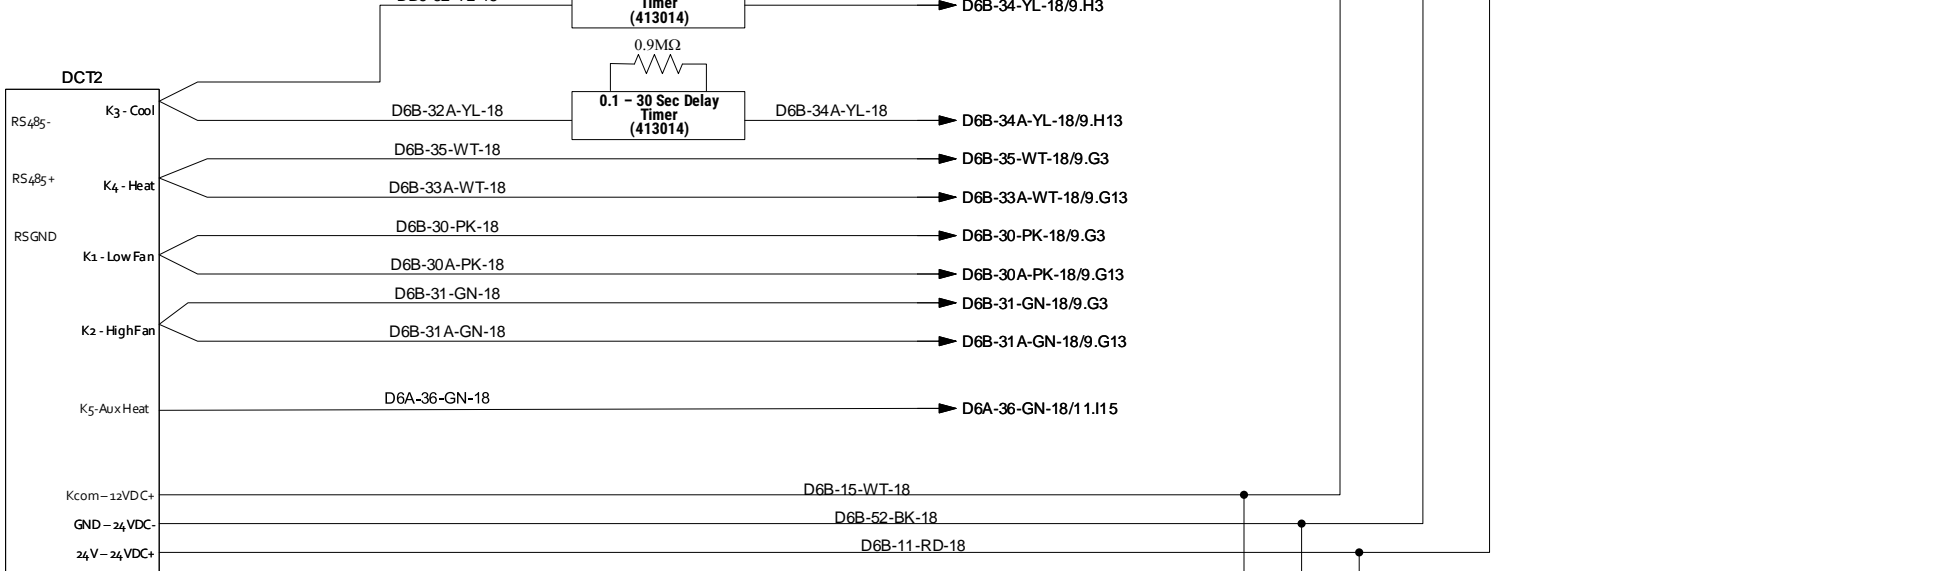 Timer
(413014)
D6B-34-YL-18/9.H3
0.9MΩ
DCT2
K3 - Cool
RS485-
D6B-32A-YL-18
0.1 – 30 Sec Delay
Timer
(413014)
D6B-34A-YL-18
D6B-34A-YL-18/9.H13
D6B-35-WT-18
D6B-35-WT-18/9.G3
RS485+
K4 - Heat
D6B-33A-WT-18
D6B-33A-WT-18/9.G13
D6B-30-PK-18
D6B-30-PK-18/9.G3
RSGND
K1 - Low Fan
D6B-30A-PK-18
D6B-30A-PK-18/9.G13
D6B-31-GN-18
D6B-31-GN-18/9.G3
K2 - High Fan
D6B-31A-GN-18
D6B-31A-GN-18/9.G13
K5-Aux Heat
D6A-36-GN-18
D6A-36-GN-18/11.I15
Kcom – 12VDC+
D6B-15-WT-18
GND – 24VDC-
D6B-52-BK-18
24V – 24VDC+
D6B-11-RD-18